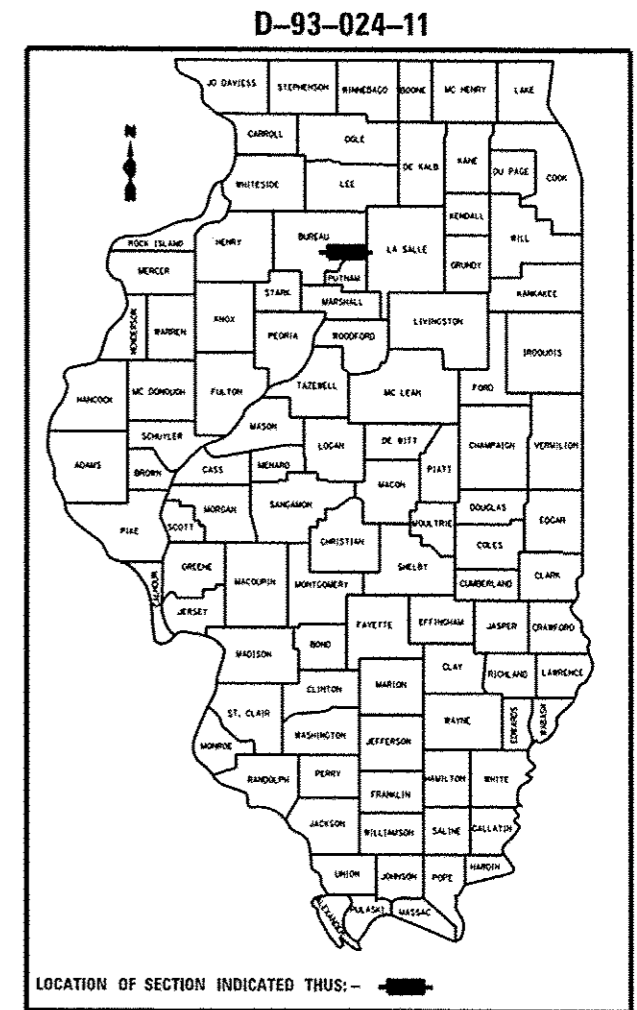 D-93-024-11
JO DAVIESS STEPHENSON WINNEBAGO BOONE MC HENRY LAKE
CARROLL OGLE
DE KALB KANE DU PAGE COOK
WHITESIDE LEE
KENDALL
ROCK ISLAND HENRY BUREAU LA SALLE WILL
MERCER PUTNAM GRUNDY
STARK KANKAKEE
HENDERSON WARREN KNOX MARSHALL LIVINGSTON
PEORIA WOODFORD IROQUOIS
HANCOCK MC DONOUGH FULTON TAZEWELL MC LEAN FORD
SCHUYLER MASON
ADAMS BROWN CASS MENARD LOGAN DE WITT PIATT CHAMPAIGN VERMILION
MACON
PIKE SCOTT MORGAN SANGAMON MOULTRIE DOUGLAS EDGAR
CHRISTIAN COLES
CALHOUN GREENE MACOUPIN MONTGOMERY SHELBY CUMBERLAND CLARK
JERSEY
FAYETTE EFFINGHAM JASPER CRAWFORD
MADISON BOND
CLAY RICHLAND LAWRENCE
CLINTON MARION
ST. CLAIR WAYNE EDWARDS WABASH
MONROE WASHINGTON JEFFERSON
RANDOLPH PERRY HAMILTON WHITE
FRANKLIN
JACKSON WILLIAMSON SALINE GALLATIN
UNION JOHNSON POPE HARDIN
ALEXANDER PULASKI MASSAC
LOCATION OF SECTION INDICATED THUS: -